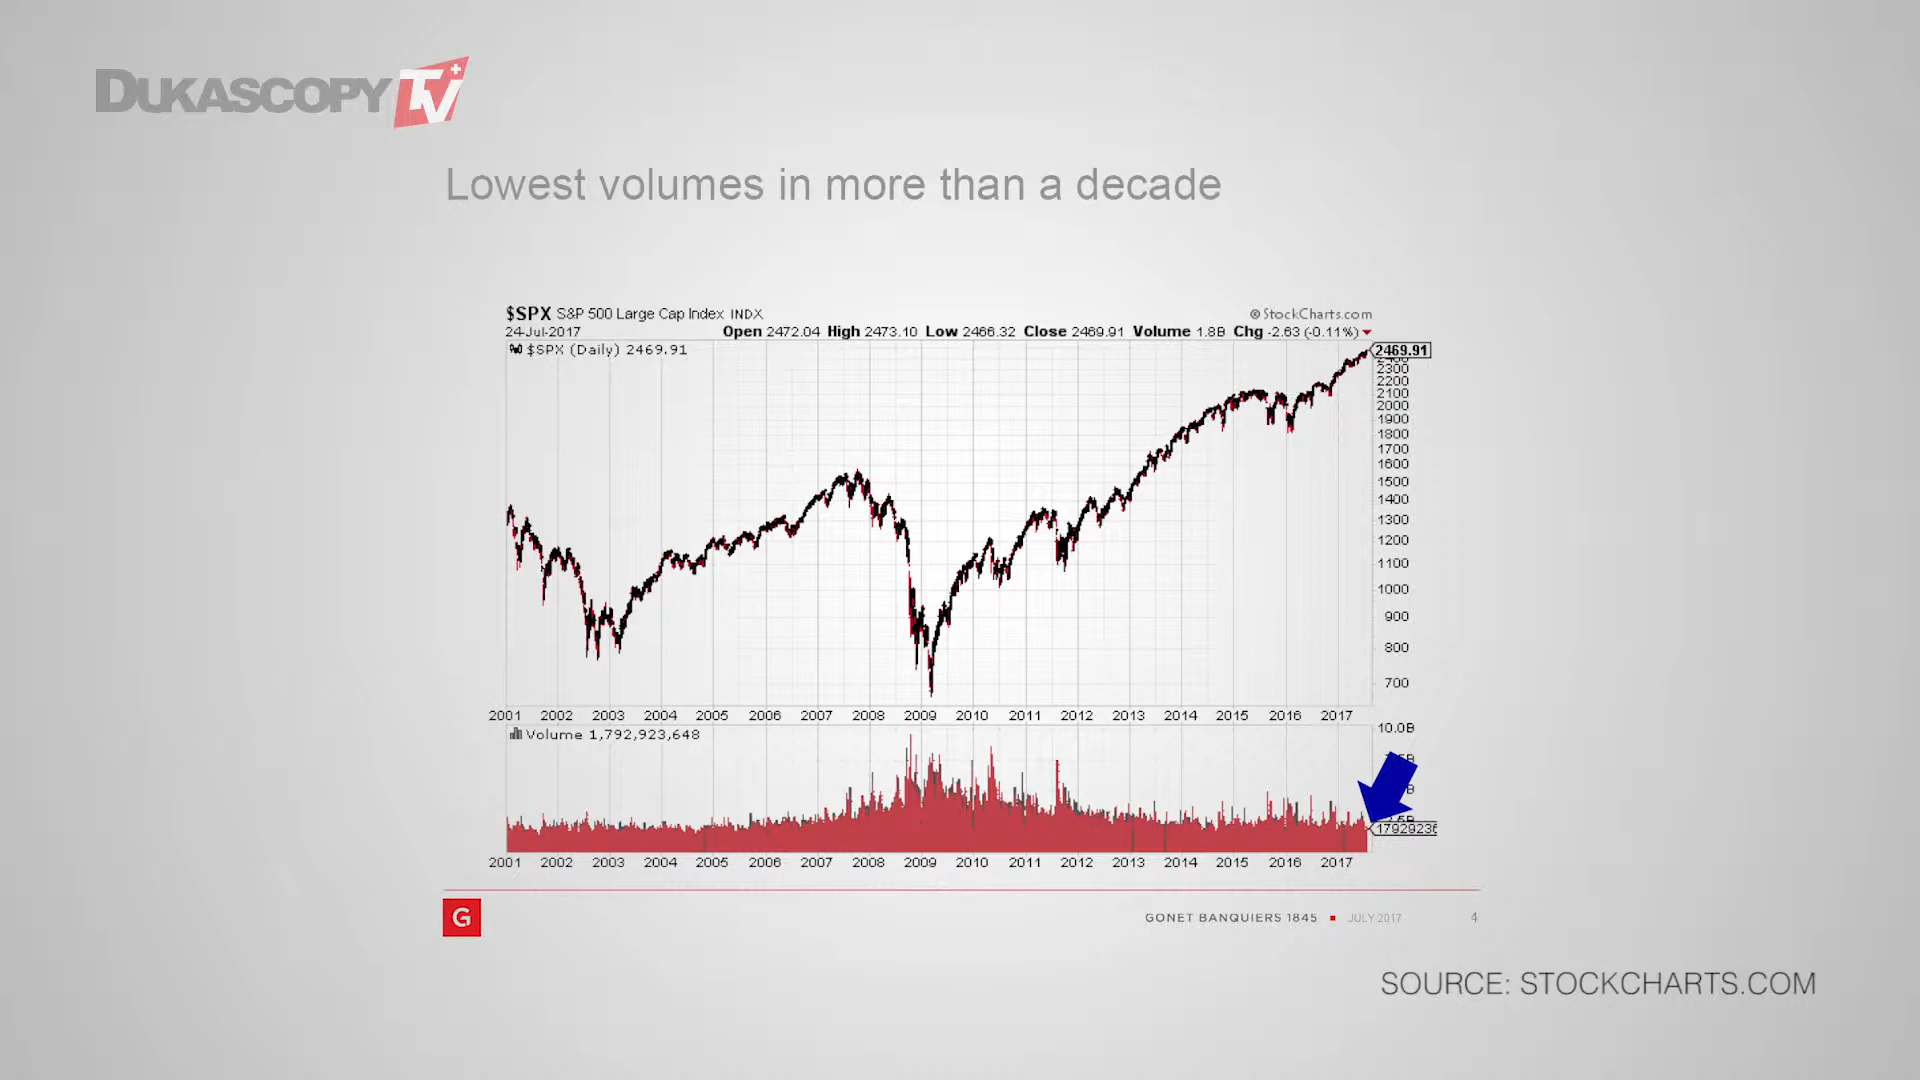 DUKASCOPY TV
Lowest volumes in more than a decade
$SPX S&P 500 Large Cap Index INDX
© StockCharts.com
24-Jul-2017
Open 2472.04 High 2473.10 Low 2466.32 Close 2469.91 Volume 1.8B Chg -2.63 (-0.11%)
$SPX (Daily) 2469.91
2469.91
2300
2200
2100
2000
1900
1800
1700
1600
1500
1400
1300
1200
1100
1000
900
800
700
2001 2002 2003 2004 2005 2006 2007 2008 2009 2010 2011 2012 2013 2014 2015 2016 2017
Volume 1,792,923,648
10.0B
1792923
2001 2002 2003 2004 2005 2006 2007 2008 2009 2010 2011 2012 2013 2014 2015 2016 2017
G
GONET BANQUIERS 1845 ▪ JULY 2017 4
SOURCE: STOCKCHARTS.COM